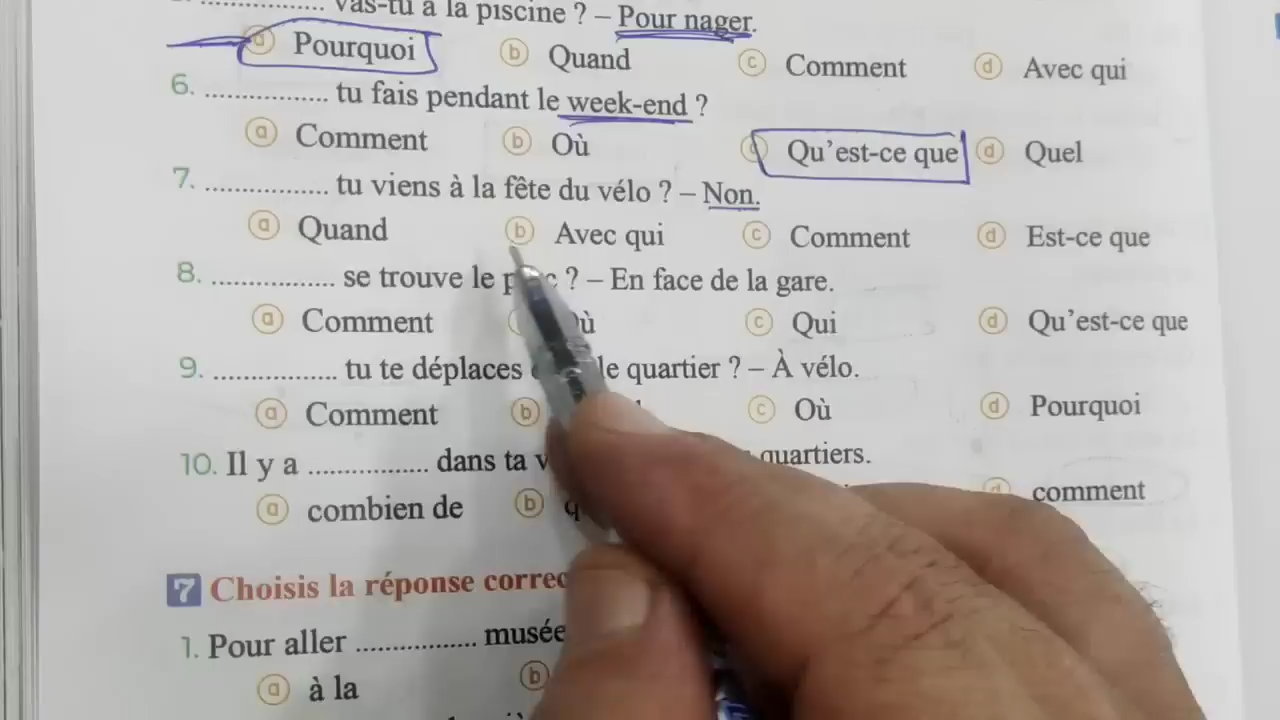 vas-tu à la piscine ? – Pour nager.
a Pourquoi b Quand c Comment d Avec qui
6. ................. tu fais pendant le week-end ?
a Comment b Où c Qu'est-ce que d Quel
7. ................. tu viens à la fête du vélo ? – Non.
a Quand b Avec qui c Comment d Est-ce que
8. ................. se trouve le ? – En face de la gare.
a Comment Où c Qui d Qu'est-ce que
9. ................. tu te déplaces le quartier ? – À vélo.
a Comment b c Où d Pourquoi
10. Il y a ................. dans ta quartiers.
a combien de b d comment
7 Choisis la réponse
1. Pour aller ................. musée
a à la b